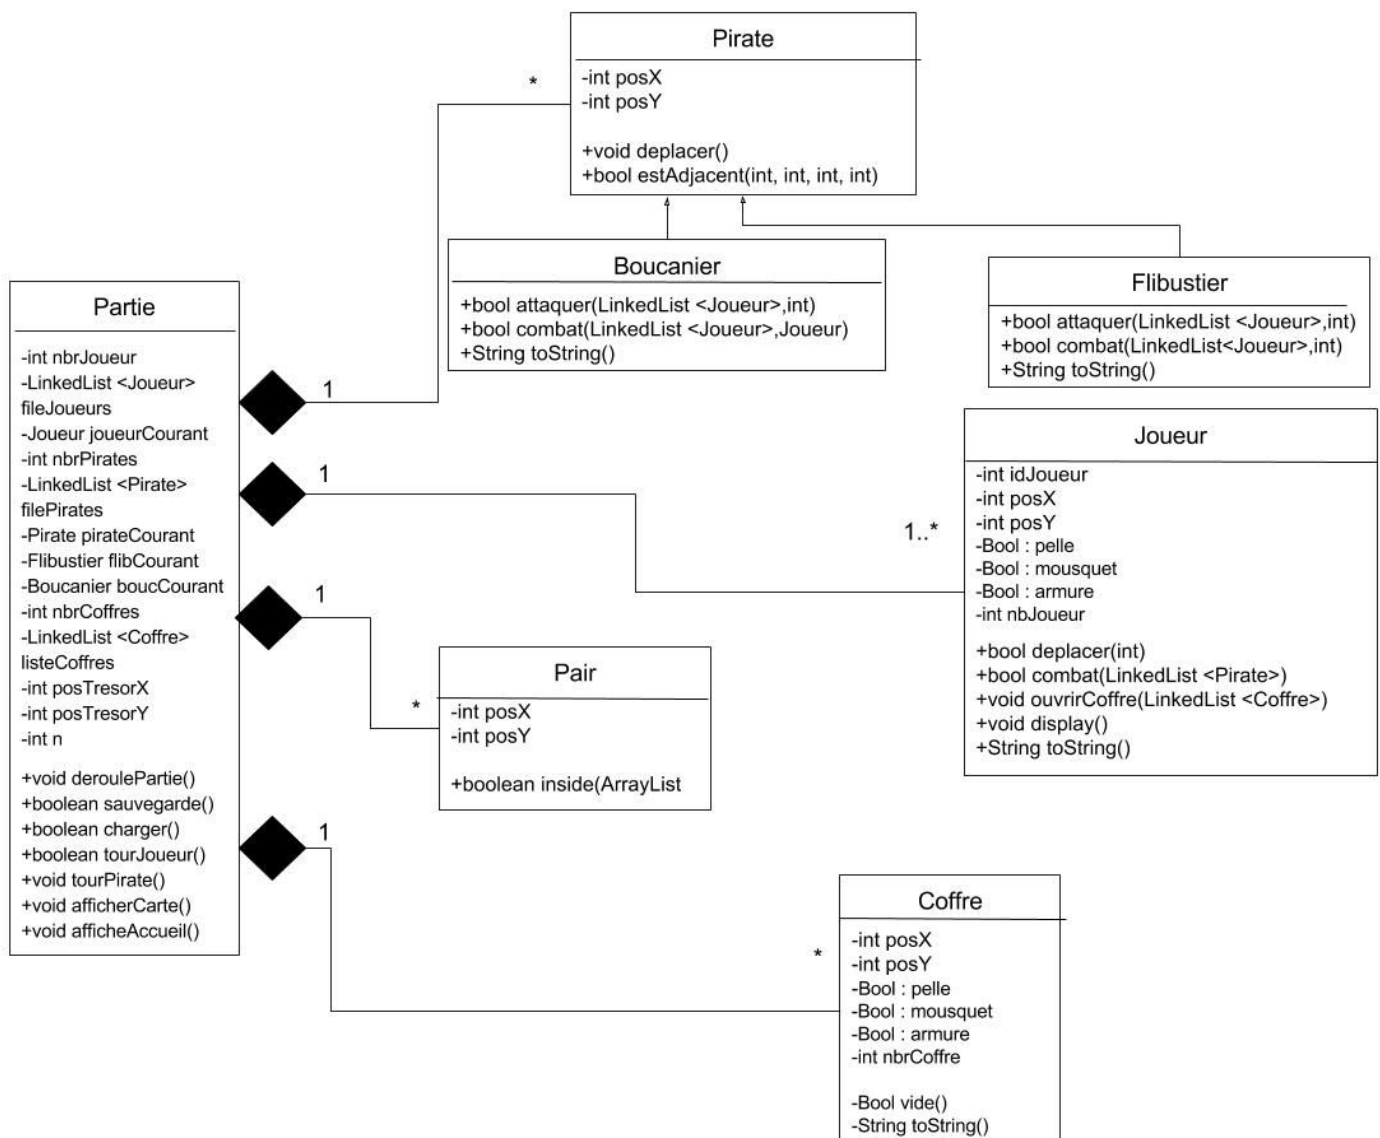 Pirate
-int posX
-int posY
+void deplacer()
+bool estAdjacent(int, int, int, int)
*
Boucanier
+bool attaquer(LinkedList <Joueur>,int)
+bool combat(LinkedList <Joueur>,Joueur)
+String toString()
Flibustier
+bool attaquer(LinkedList <Joueur>,int)
+bool combat(LinkedList<Joueur>,int)
+String toString()
Partie
-int nbrJoueur
-LinkedList <Joueur>
fileJoueurs
-Joueur joueurCourant
-int nbrPirates
-LinkedList <Pirate>
filePirates
-Pirate pirateCourant
-Flibustier flibCourant
-Boucanier boucCourant
-int nbrCoffres
-LinkedList <Coffre>
listeCoffres
-int posTresorX
-int posTresorY
-int n
+void deroulePartie()
+boolean sauvegarde()
+boolean charger()
+boolean tourJoueur()
+void tourPirate()
+void afficherCarte()
+void afficheAccueil()
1
1
1
1
1..*
Joueur
-int idJoueur
-int posX
-int posY
-Bool : pelle
-Bool : mousquet
-Bool : armure
-int nbJoueur
+bool deplacer(int)
+bool combat(LinkedList <Pirate>)
+void ouvrirCoffre(LinkedList <Coffre>)
+void display()
+String toString()
*
Pair
-int posX
-int posY
+boolean inside(ArrayList
*
Coffre
-int posX
-int posY
-Bool : pelle
-Bool : mousquet
-Bool : armure
-int nbrCoffre
-Bool vide()
-String toString()